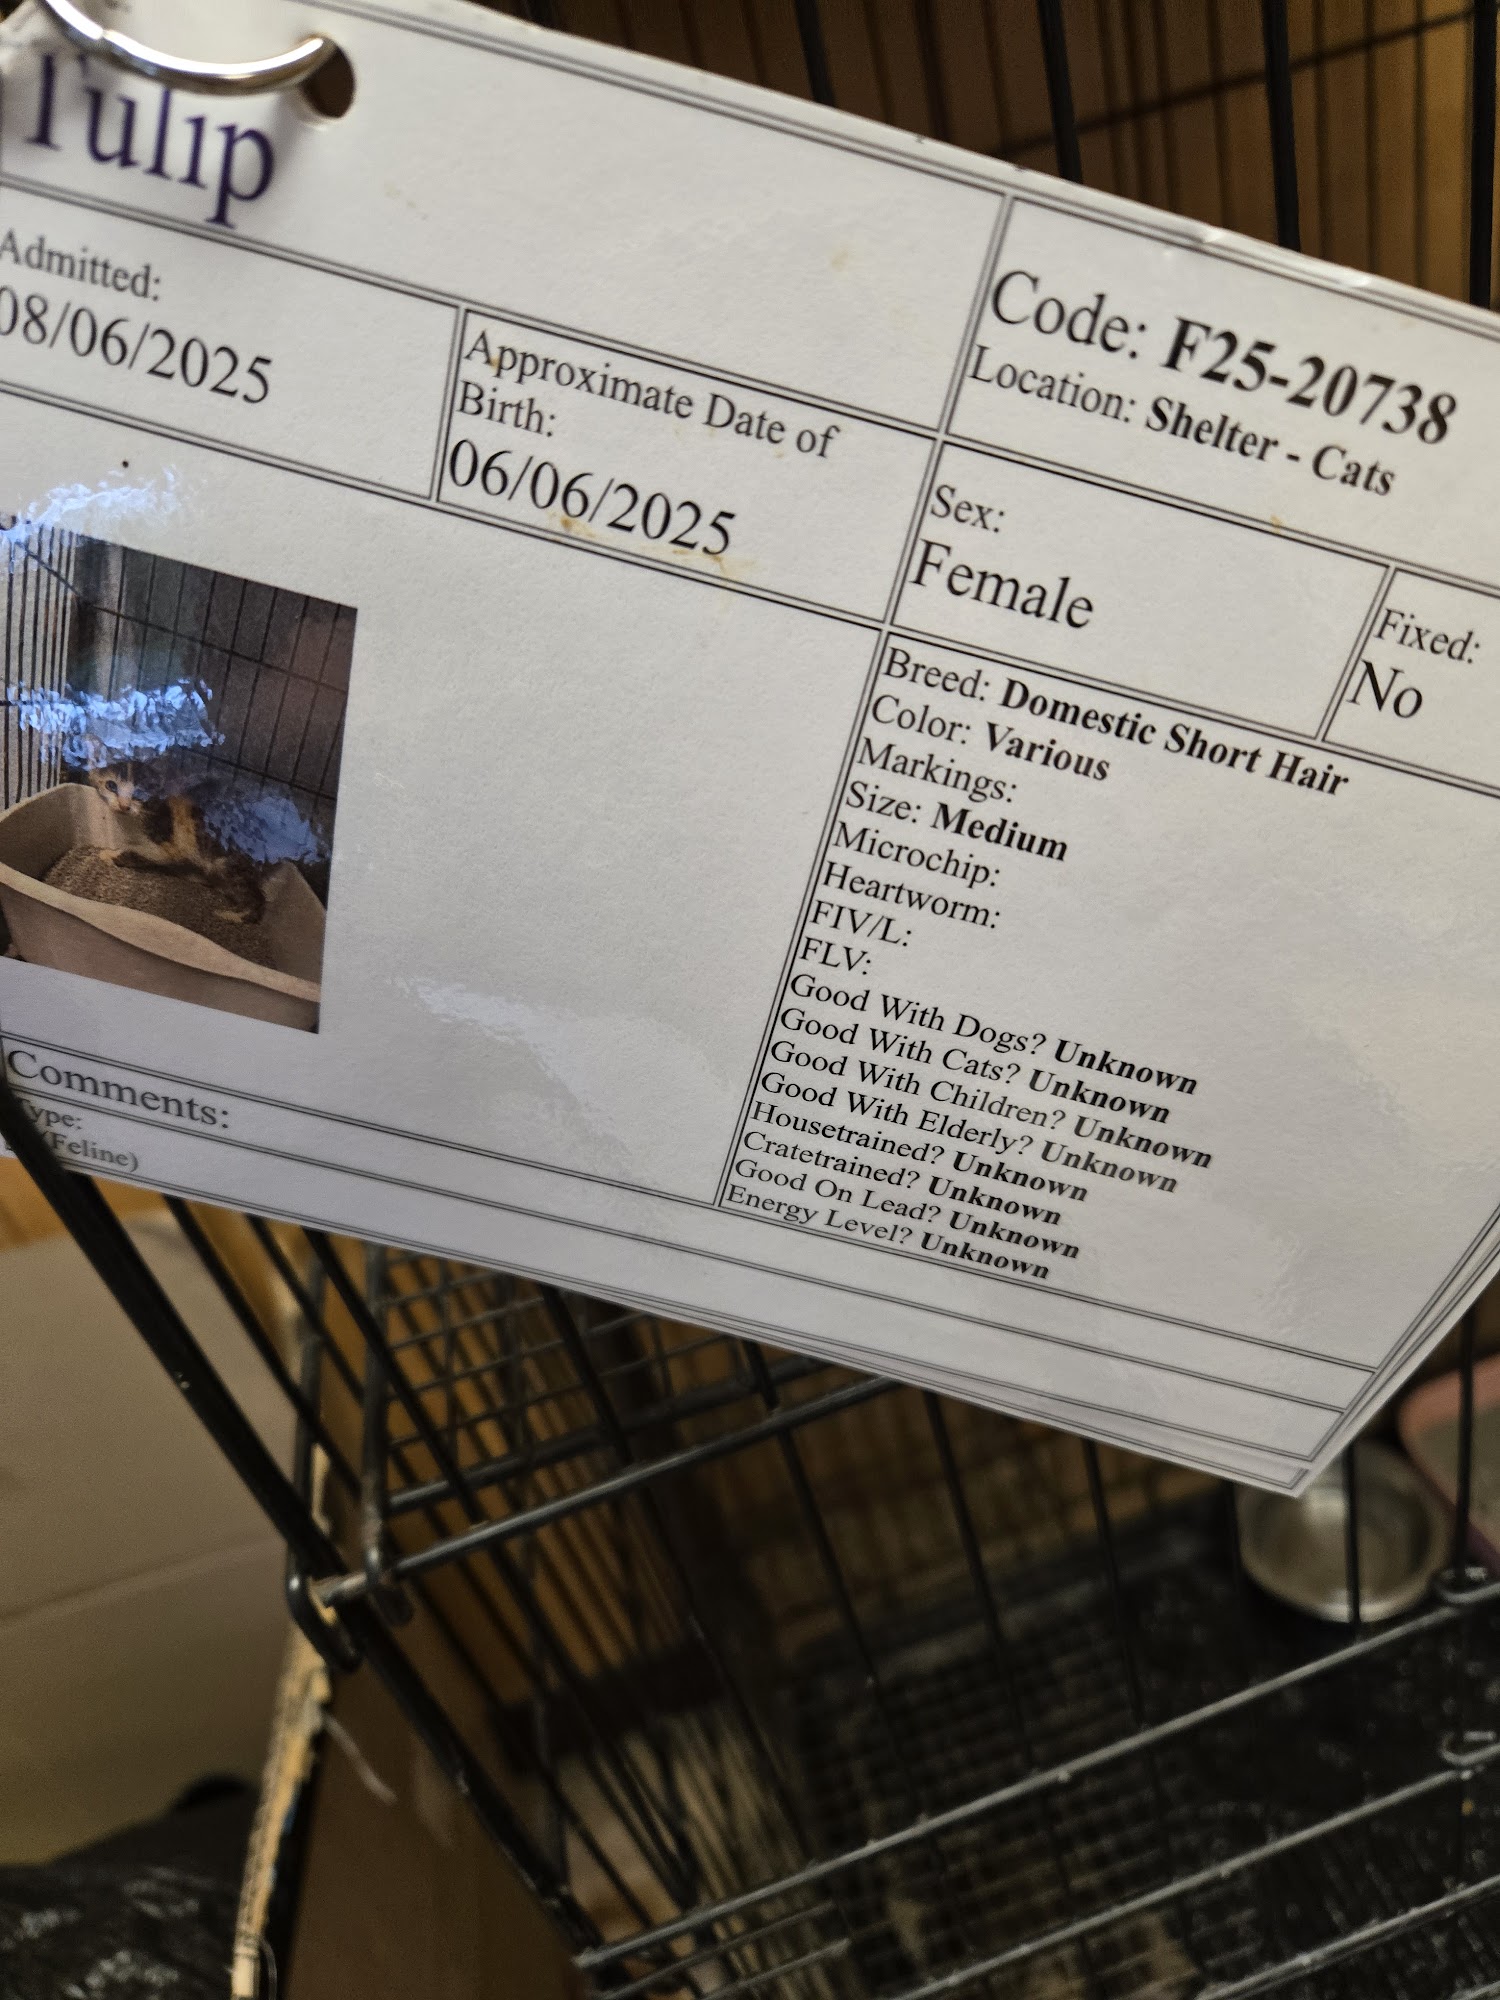 Tulip
Code: F25-20738
Location: Shelter - Cats
Admitted:
08/06/2025
Approximate Date of
Birth:
06/06/2025
Sex:
Female
Fixed:
No
Breed: Domestic Short Hair
Color: Various
Markings:
Size: Medium
Microchip:
Heartworm:
FIV/L:
FLV:
Good With Dogs? Unknown
Good With Cats? Unknown
Good With Children? Unknown
Good With Elderly? Unknown
Housetrained? Unknown
Cratetrained? Unknown
Good On Lead? Unknown
Energy Level? Unknown
Comments:
Type:
(Feline)